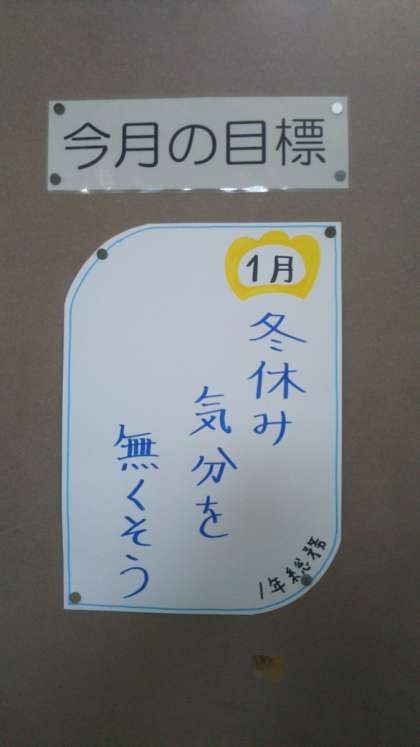 今月の目標
1月
冬休み
気分を
無くそう
1年総務